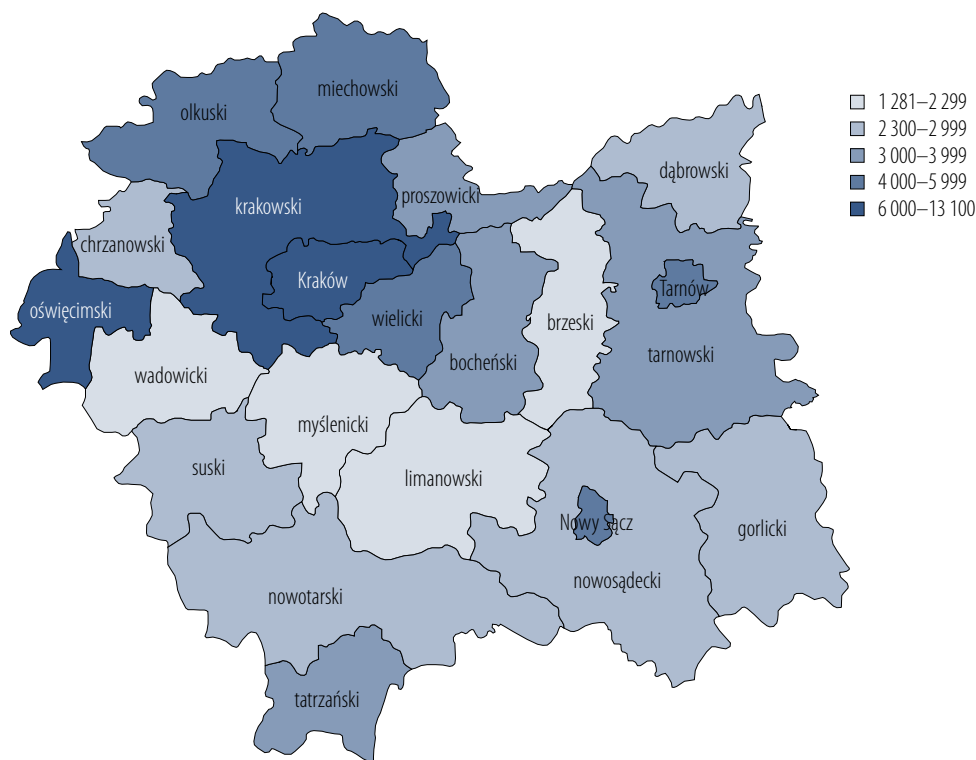 miechowski
olkuski
1 281–2 299
2 300–2 999
3 000–3 999
4 000–5 999
6 000–13 100
dąbrowski
proszowicki
krakowski
chrzanowski
Kraków
Tarnów
oświęcimski
wielicki
brzeski
bocheński
tarnowski
wadowicki
myślenicki
suski
limanowski
Nowy Sącz
gorlicki
nowosądecki
nowotarski
tatrzański